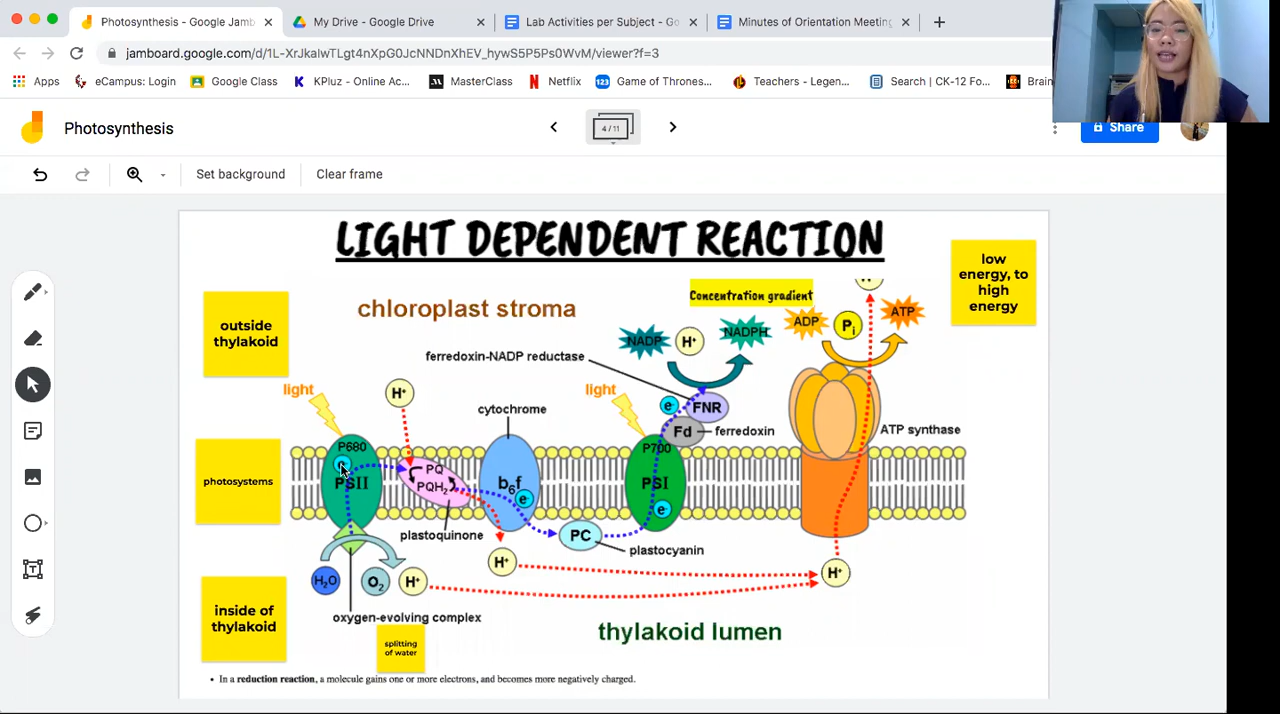 Photosynthesis - Google Jamb
My Drive - Google Drive
Lab Activities per Subject - Go
Minutes of Orientation Meeting
jamboard.google.com/d/1L-XrJkaIwTLgt4nXpG0JcNNDnXhEV_hywS5P5Ps0WvM/viewer?f=3
Apps
eCampus: Login
Google Class
KPluz - Online Ac...
MasterClass
Netflix
123
Game of Thrones...
Teachers - Legen...
Search | CK-12 Fo...
Brain
Photosynthesis
4 / 11
Share
Set background
Clear frame
LIGHT DEPENDENT REACTION
low
energy, to
high
energy
outside
thylakoid
chloroplast stroma
Concentration gradient
H⁺
NADP
H⁺
NADPH
ADP
Pi
ATP
ferredoxin-NADP reductase
light
H⁺
cytochrome
light
e⁻
FNR
Fd
ferredoxin
ATP synthase
photosystems
P680
PSII
PQ
PQH₂
b₆f
e⁻
P700
PSI
e⁻
plastoquinone
PC
plastocyanin
H₂O
O₂
H⁺
H⁺
H⁺
inside of
thylakoid
oxygen-evolving complex
splitting
of water
thylakoid lumen
• In a reduction reaction, a molecule gains one or more electrons, and becomes more negatively charged.